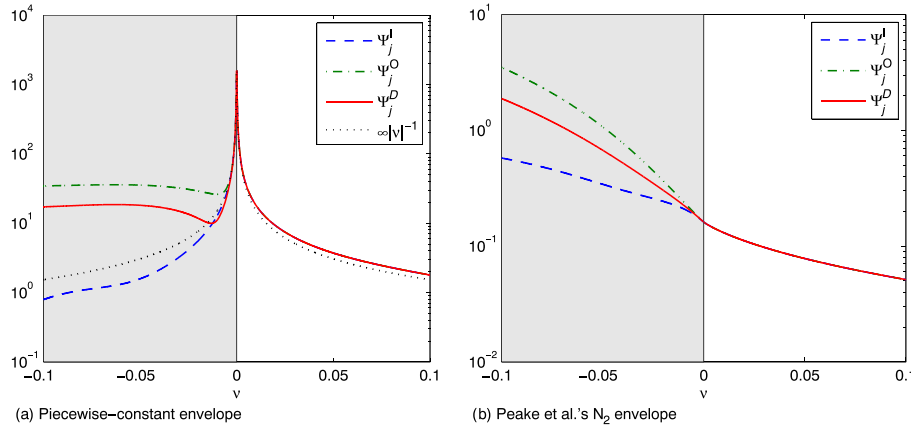 10^4
10^3
10^2
10^1
10^0
10^−1
Ψ_j^I
Ψ_j^O
Ψ_j^D
∞|ν|^−1
−0.1
−0.05
0
0.05
0.1
ν
(a) Piecewise−constant envelope
10^1
10^0
10^−1
10^−2
Ψ_j^I
Ψ_j^O
Ψ_j^D
−0.1
−0.05
0
0.05
0.1
ν
(b) Peake et al.'s N_2 envelope